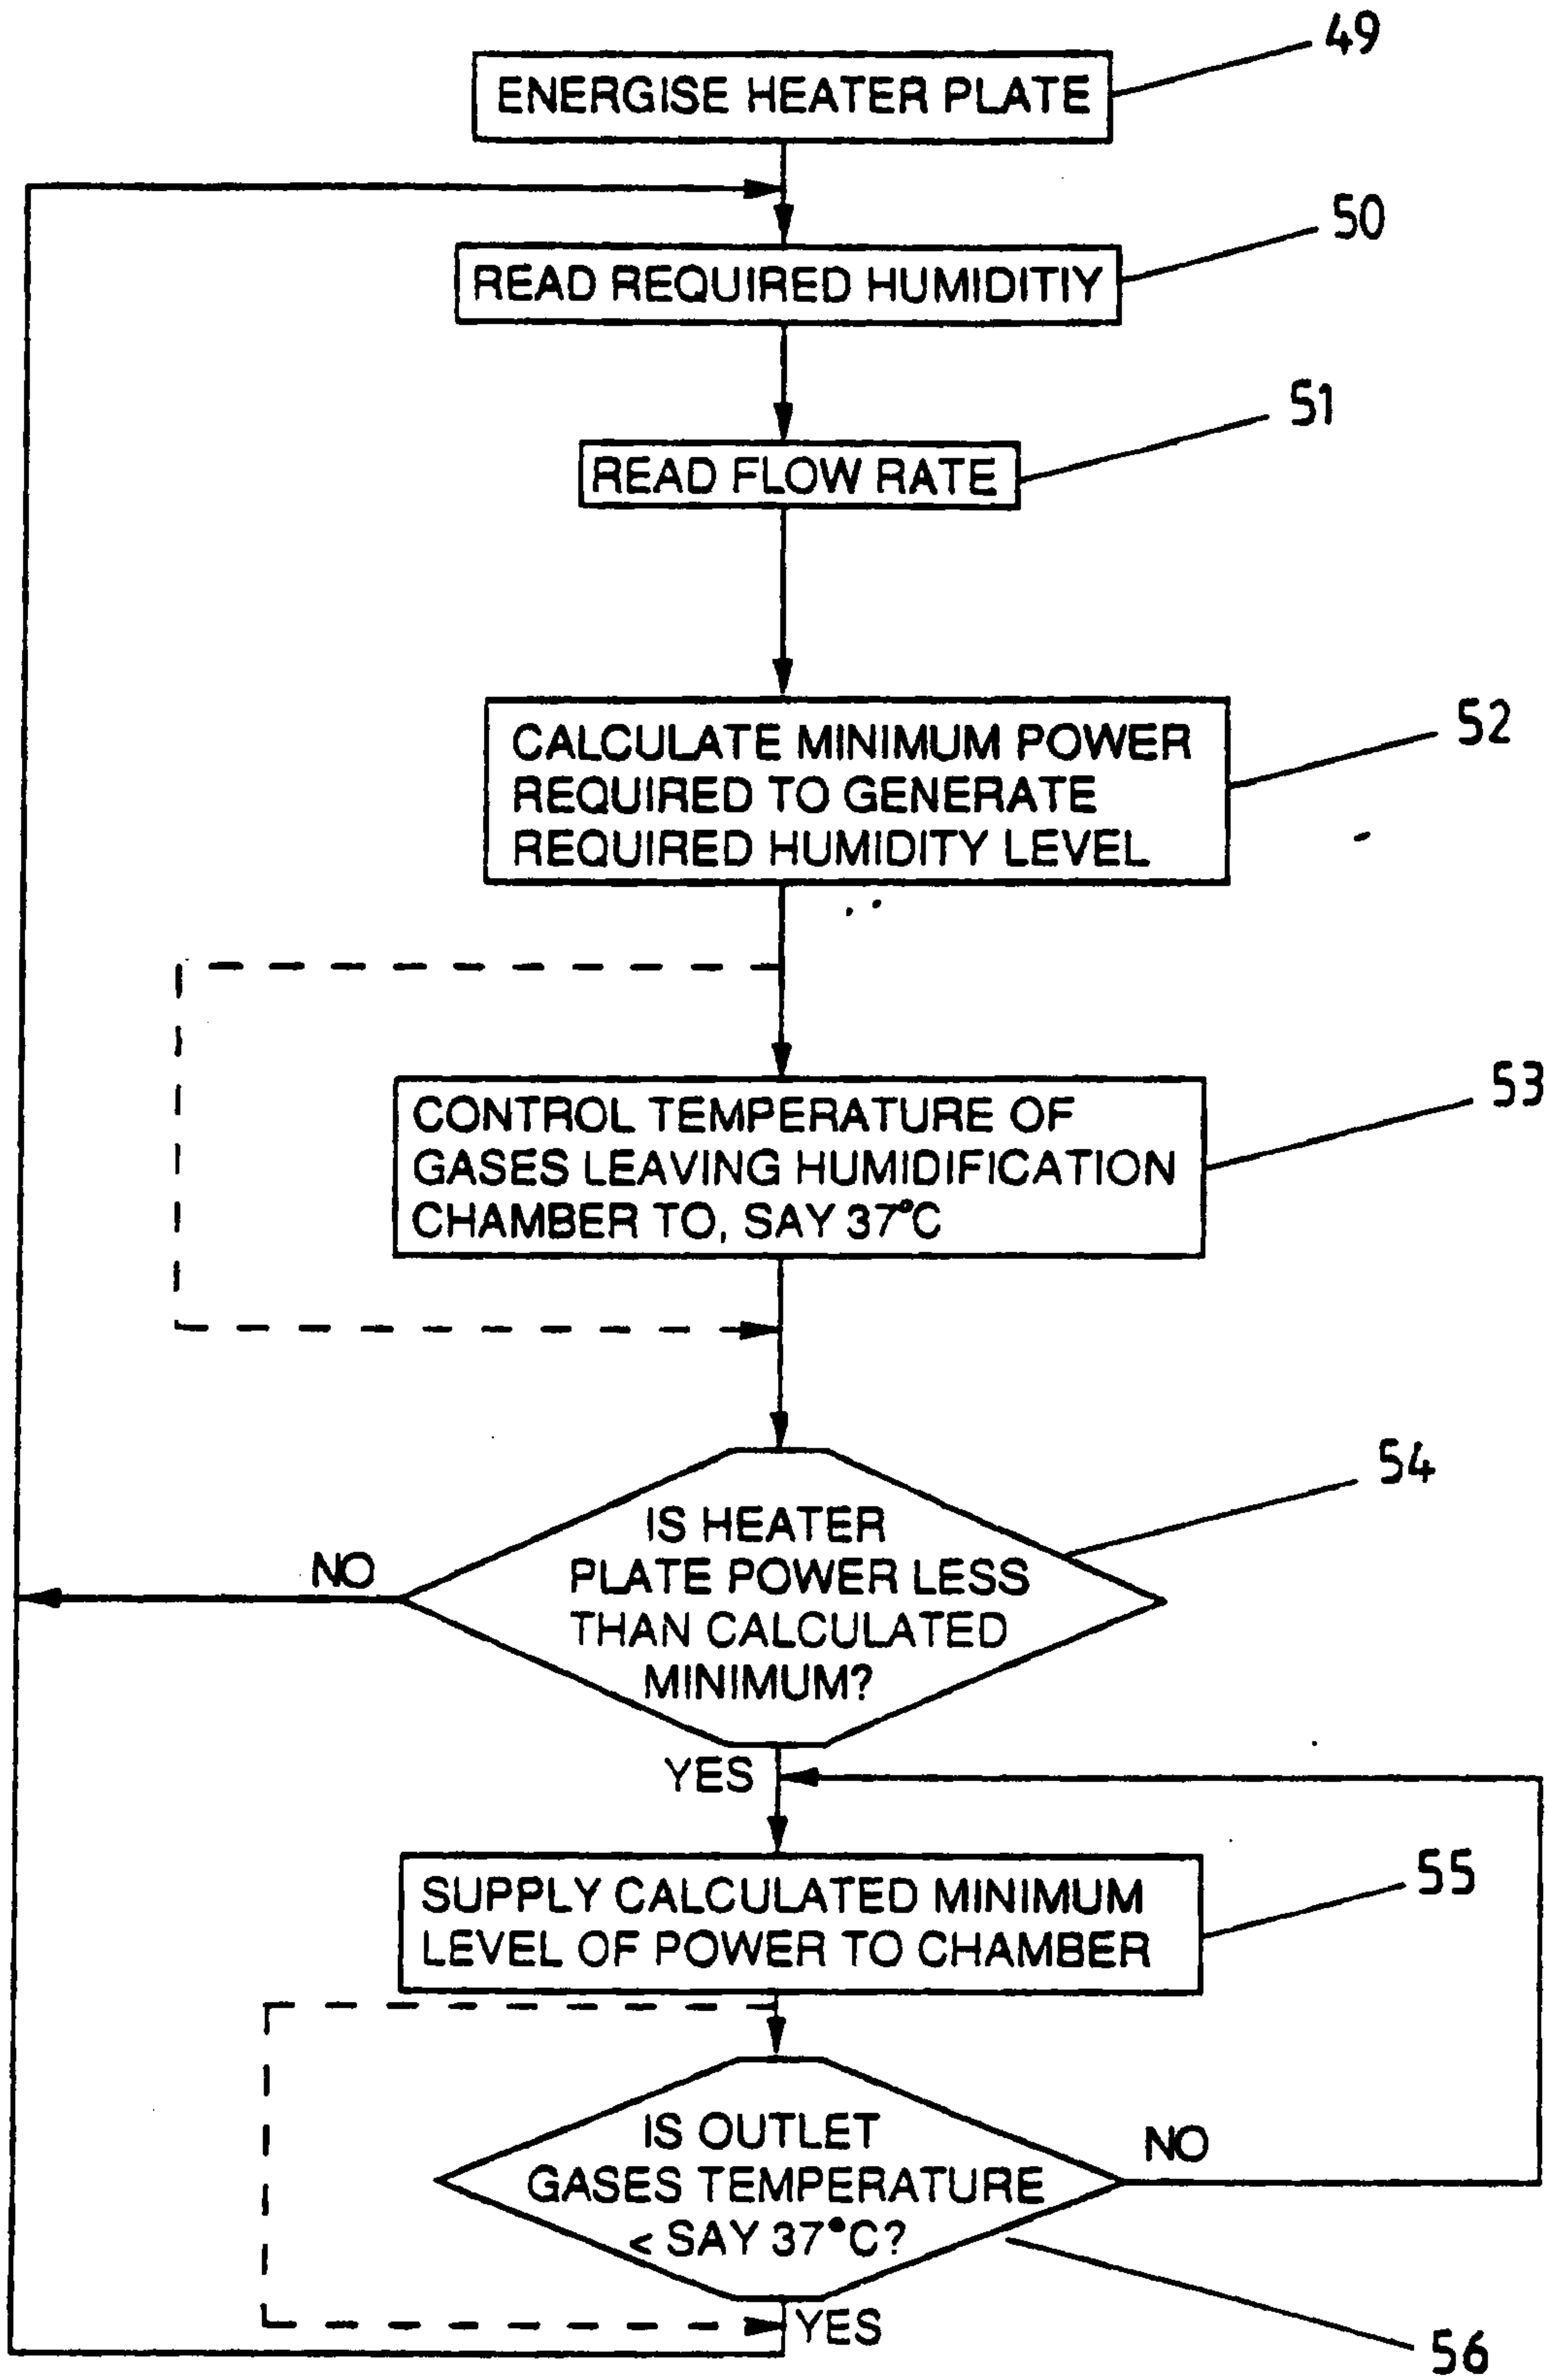 49
ENERGISE HEATER PLATE
50
READ REQUIRED HUMIDITIY
51
READ FLOW RATE
52
CALCULATE MINIMUM POWER
REQUIRED TO GENERATE
REQUIRED HUMIDITY LEVEL
53
CONTROL TEMPERATURE OF
GASES LEAVING HUMIDIFICATION
CHAMBER TO, SAY 37°C
54
IS HEATER
PLATE POWER LESS
THAN CALCULATED
MINIMUM?
NO
YES
55
SUPPLY CALCULATED MINIMUM
LEVEL OF POWER TO CHAMBER
IS OUTLET
GASES TEMPERATURE
< SAY 37°C?
NO
YES
56